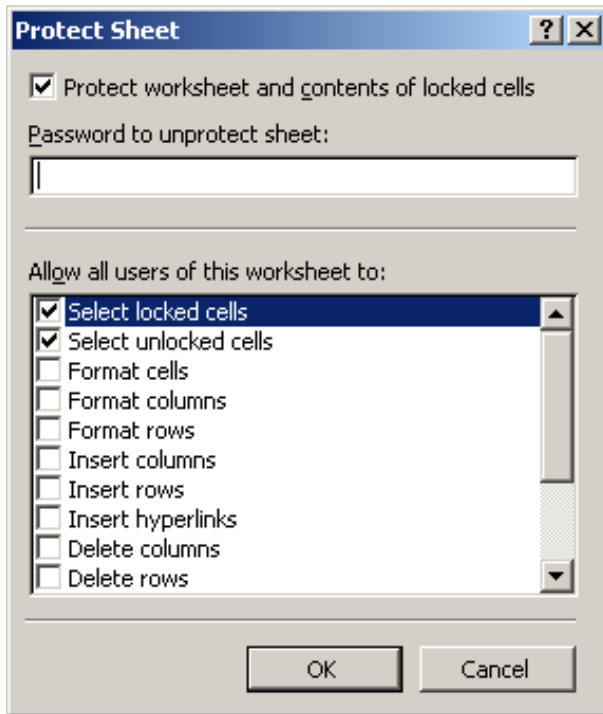 Protect Sheet
Protect worksheet and contents of locked cells
Password to unprotect sheet:
Allow all users of this worksheet to:
Select locked cells
Select unlocked cells
Format cells
Format columns
Format rows
Insert columns
Insert rows
Insert hyperlinks
Delete columns
Delete rows
OK Cancel